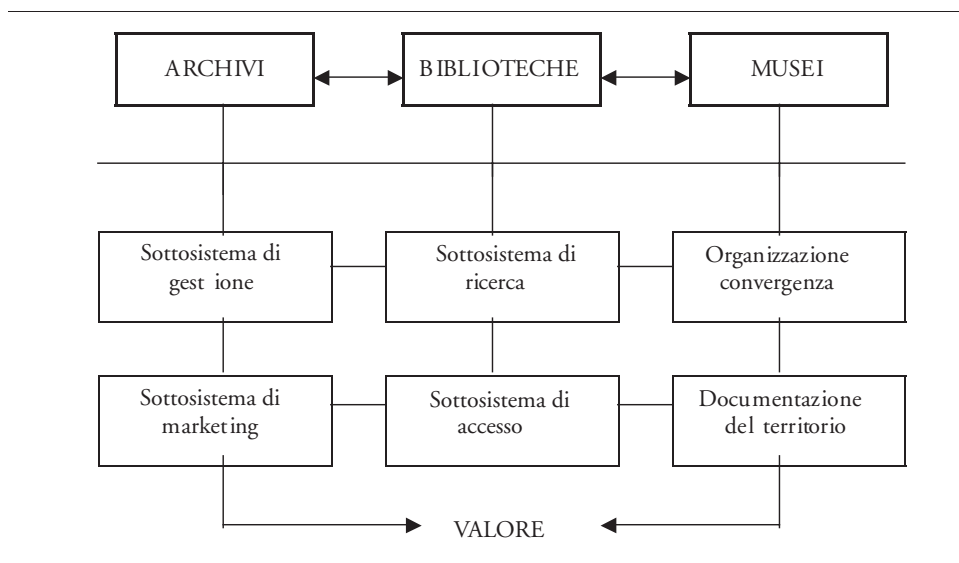 ARCHIVI
BIBLIOTECHE
MUSEI
Sottosistema di
gest ione
Sottosistema di
ricerca
Organizzazione
convergenza
Sottosistema di
marketing
Sottosistema di
accesso
Documentazione
del territorio
VALORE